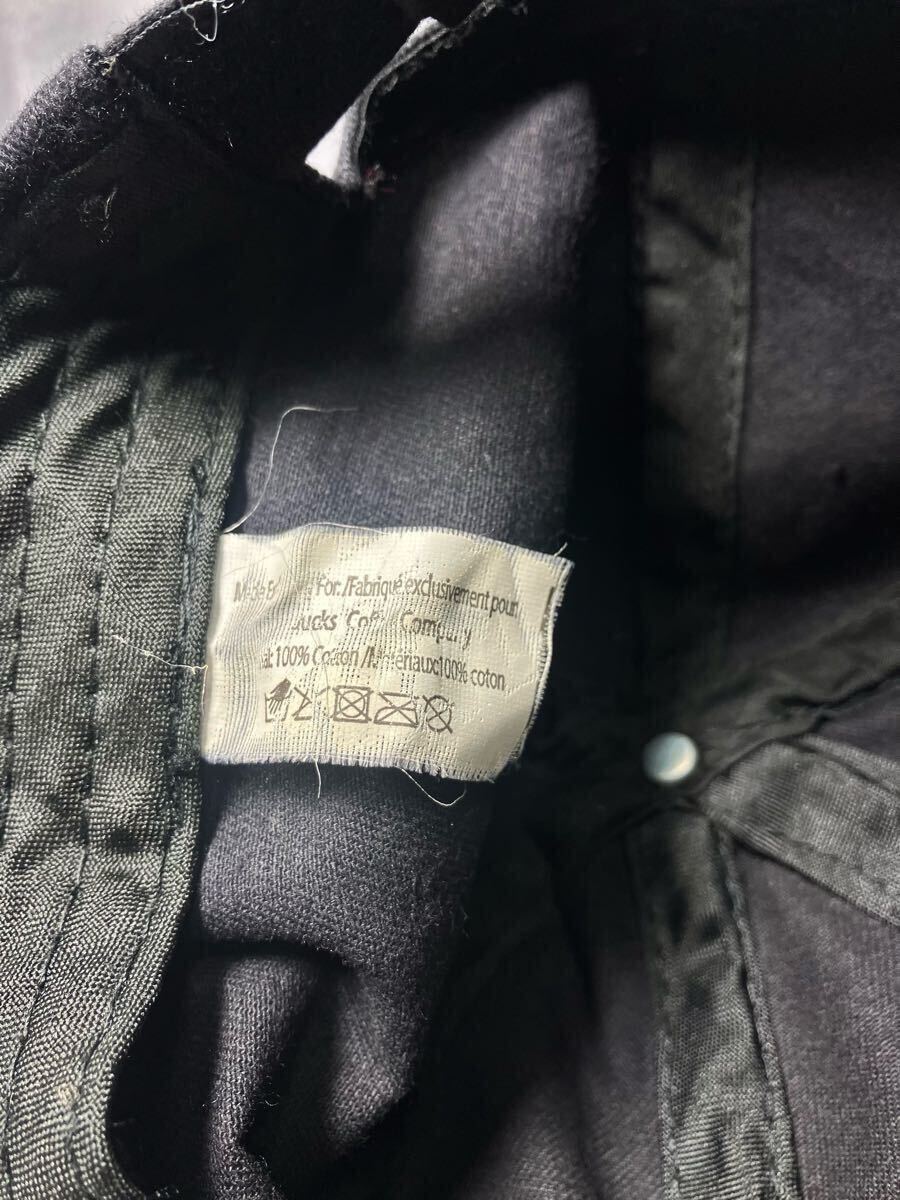 For:/Fabriqué exclusivement pour:
Company
100% Cotton /Matériaux:100% coton